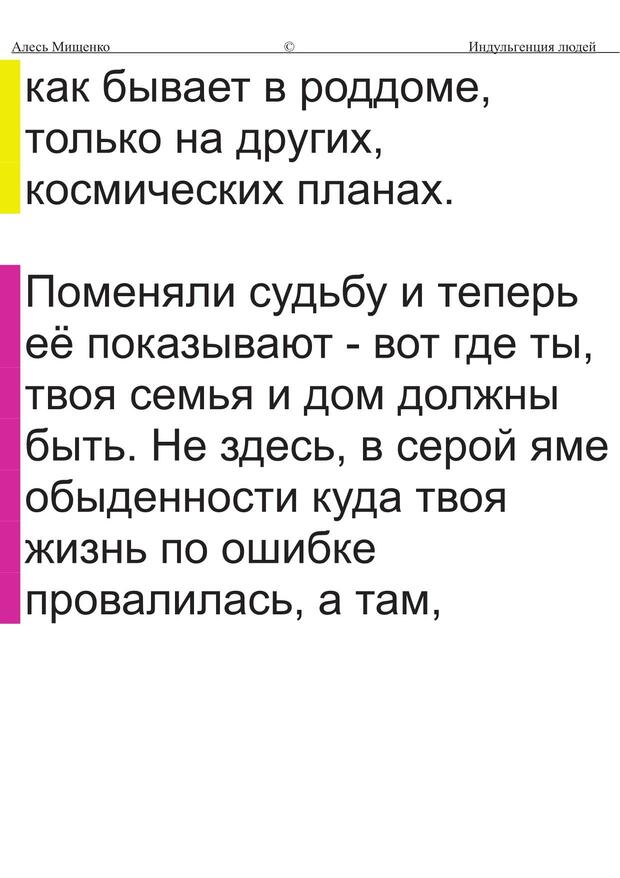 Алесь Мищенко © Индульгенция людей
как бывает в роддоме,
только на других,
космических планах.
Поменяли судьбу и теперь
её показывают - вот где ты,
твоя семья и дом должны
быть. Не здесь, в серой яме
обыденности куда твоя
жизнь по ошибке
провалилась, а там,